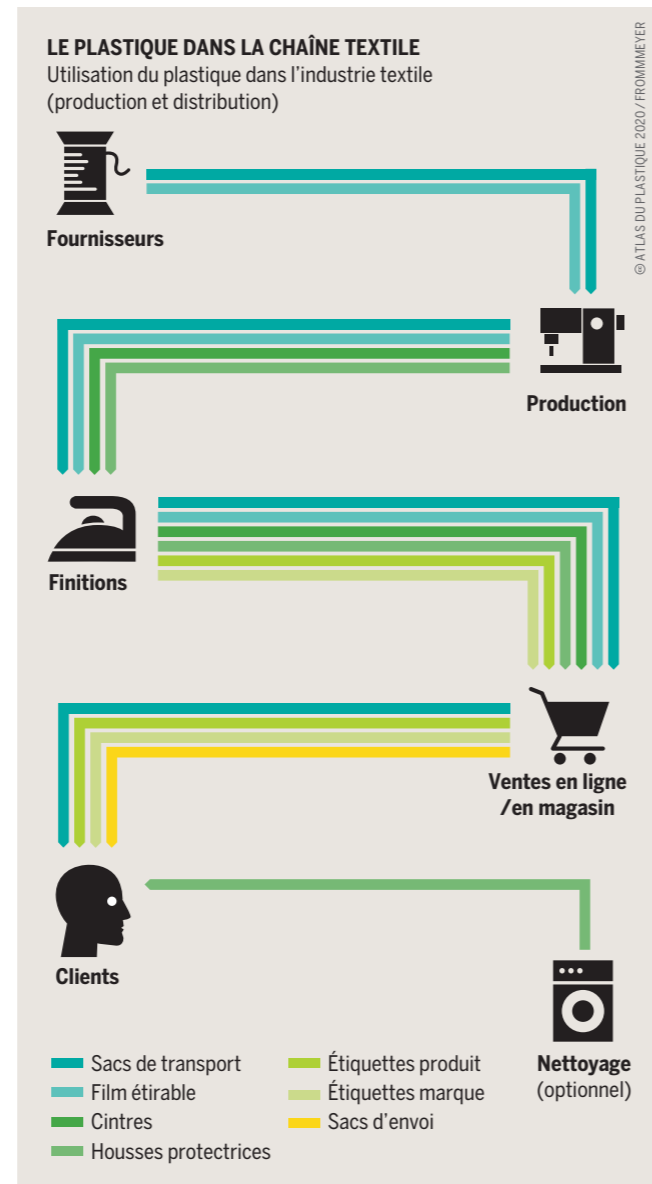 LE PLASTIQUE DANS LA CHAÎNE TEXTILE
Utilisation du plastique dans l'industrie textile
(production et distribution)
© ATLAS DU PLASTIQUE 2020 / FROMMMEYER
Fournisseurs
Production
Finitions
Ventes en ligne
/en magasin
Clients
Nettoyage
(optionnel)
Sacs de transport
Film étirable
Cintres
Housses protectrices
Étiquettes produit
Étiquettes marque
Sacs d'envoi